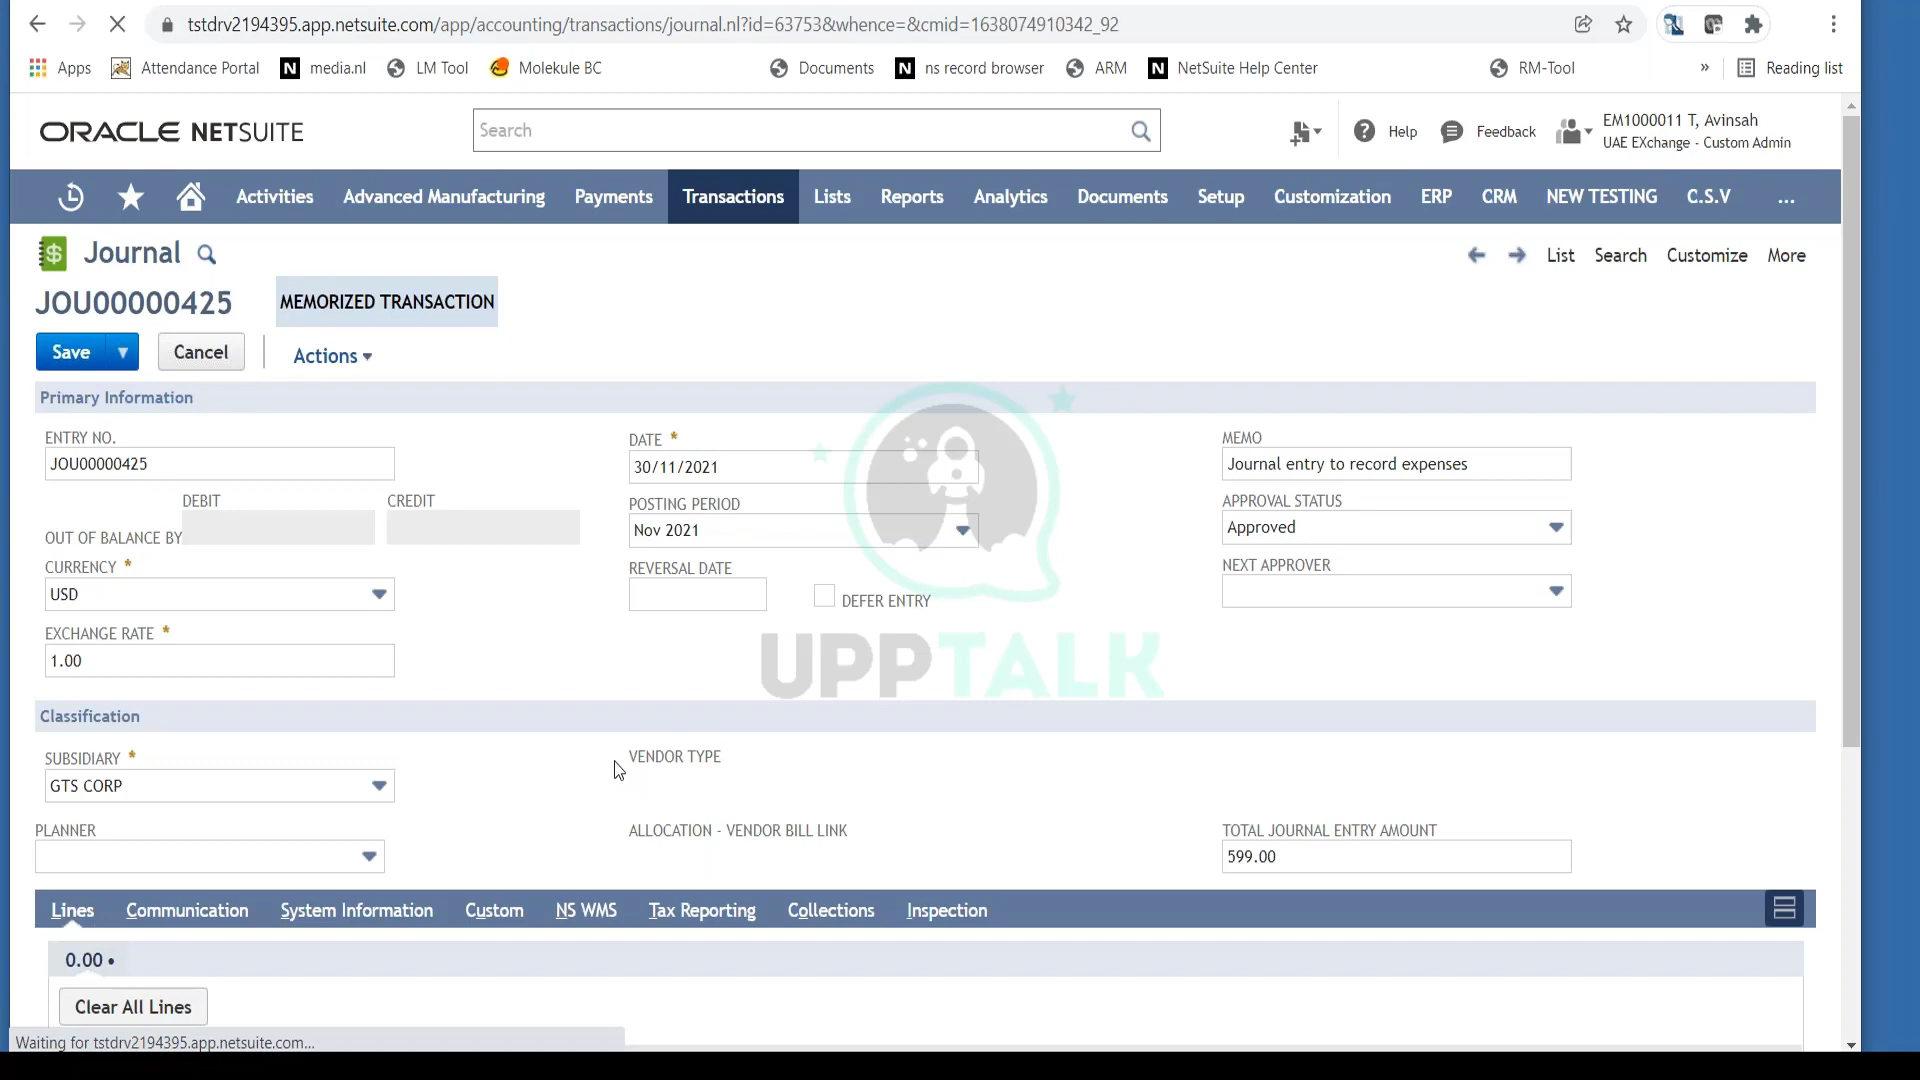 tstdrv2194395.app.netsuite.com/app/accounting/transactions/journal.nl?id=63753&whence=&cmid=1638074910342_92
Apps Attendance Portal media.nl LM Tool Molekule BC Documents ns record browser ARM NetSuite Help Center RM-Tool » Reading list
ORACLE NETSUITE
Search
Help
Feedback
EM1000011 T, Avinsah
UAE EXchange - Custom Admin
Activities Advanced Manufacturing Payments Transactions Lists Reports Analytics Documents Setup Customization ERP CRM NEW TESTING C.S.V ...
Journal
List Search Customize More
JOU00000425
MEMORIZED TRANSACTION
Save Cancel Actions
Primary Information
ENTRY NO.
JOU00000425
DEBIT CREDIT
OUT OF BALANCE BY
CURRENCY *
USD
EXCHANGE RATE *
1.00
DATE *
30/11/2021
POSTING PERIOD
Nov 2021
REVERSAL DATE
DEFER ENTRY
MEMO
Journal entry to record expenses
APPROVAL STATUS
Approved
NEXT APPROVER
UPPTALK
Classification
SUBSIDIARY *
GTS CORP
VENDOR TYPE
PLANNER
ALLOCATION - VENDOR BILL LINK
TOTAL JOURNAL ENTRY AMOUNT
599.00
Lines Communication System Information Custom NS WMS Tax Reporting Collections Inspection
0.00 •
Clear All Lines
Waiting for tstdrv2194395.app.netsuite.com...